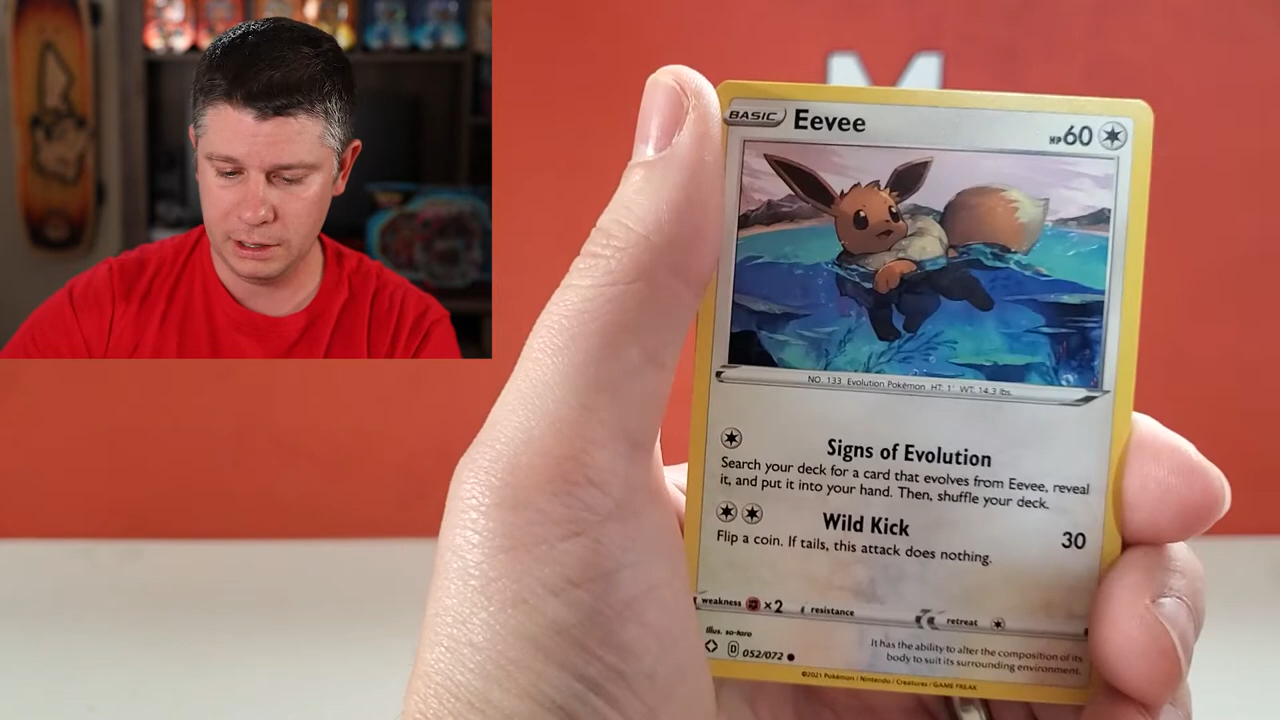 M
BASIC Eevee HP 60
NO. 133 Evolution Pokémon HT: 1' WT: 14.3 lbs.
Signs of Evolution
Search your deck for a card that evolves from Eevee, reveal
it, and put it into your hand. Then, shuffle your deck.
Wild Kick 30
Flip a coin. If tails, this attack does nothing.
weakness ×2 resistance retreat
Illus. so-taro
D 052/072
It has the ability to alter the composition of its
body to suit its surrounding environment.
©2021 Pokémon / Nintendo / Creatures / GAME FREAK